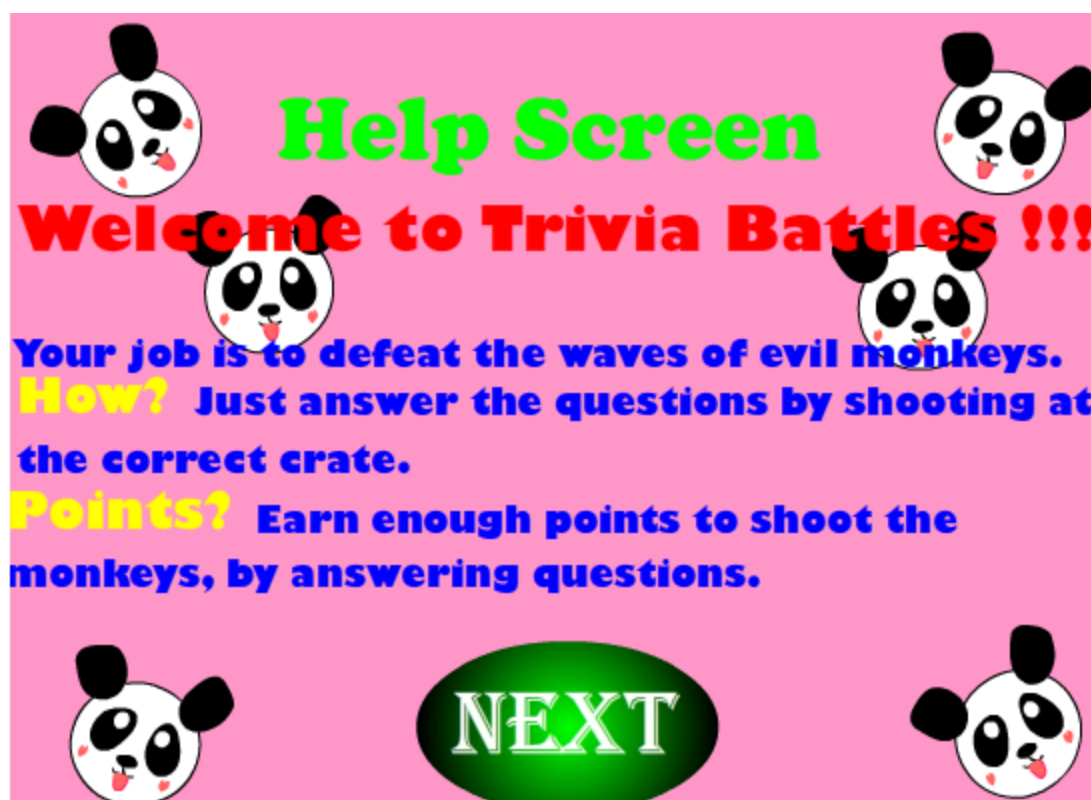 Help Screen
Welcome to Trivia Battles !!!
Your job is to defeat the waves of evil monkeys.
How? Just answer the questions by shooting at
the correct crate.
Points? Earn enough points to shoot the
monkeys, by answering questions.
NEXT